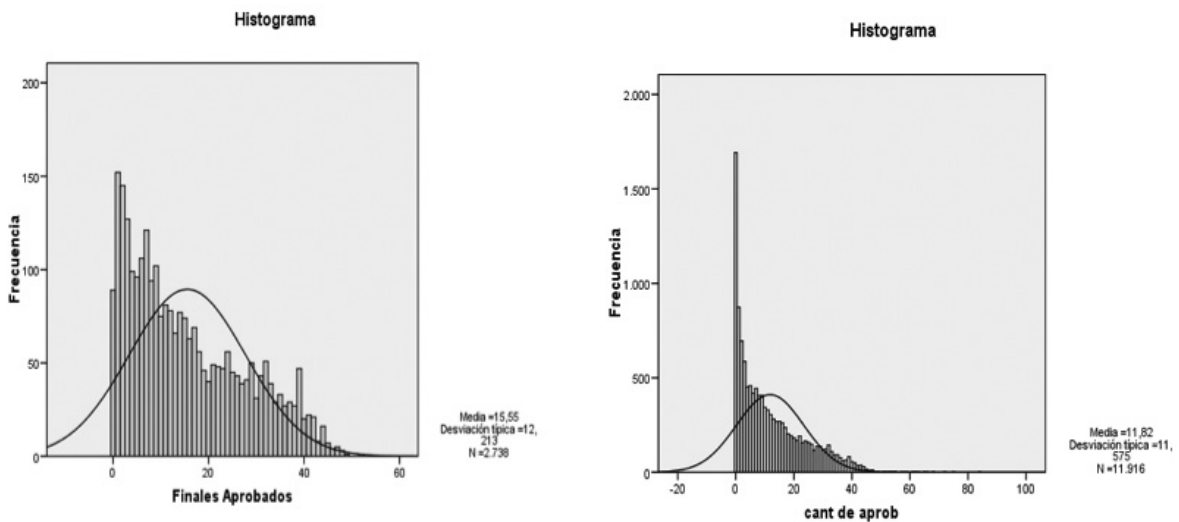 Histograma
200
150
100
50
0
Frecuencia
0 20 40 60
Finales Aprobados
Media =15,55
Desviación típica =12,
213
N =2.738
Histograma
2.000
1.500
1.000
500
0
Frecuencia
-20 0 20 40 60 80 100
cant de aprob
Media =11,82
Desviación típica =11,
575
N =11.916